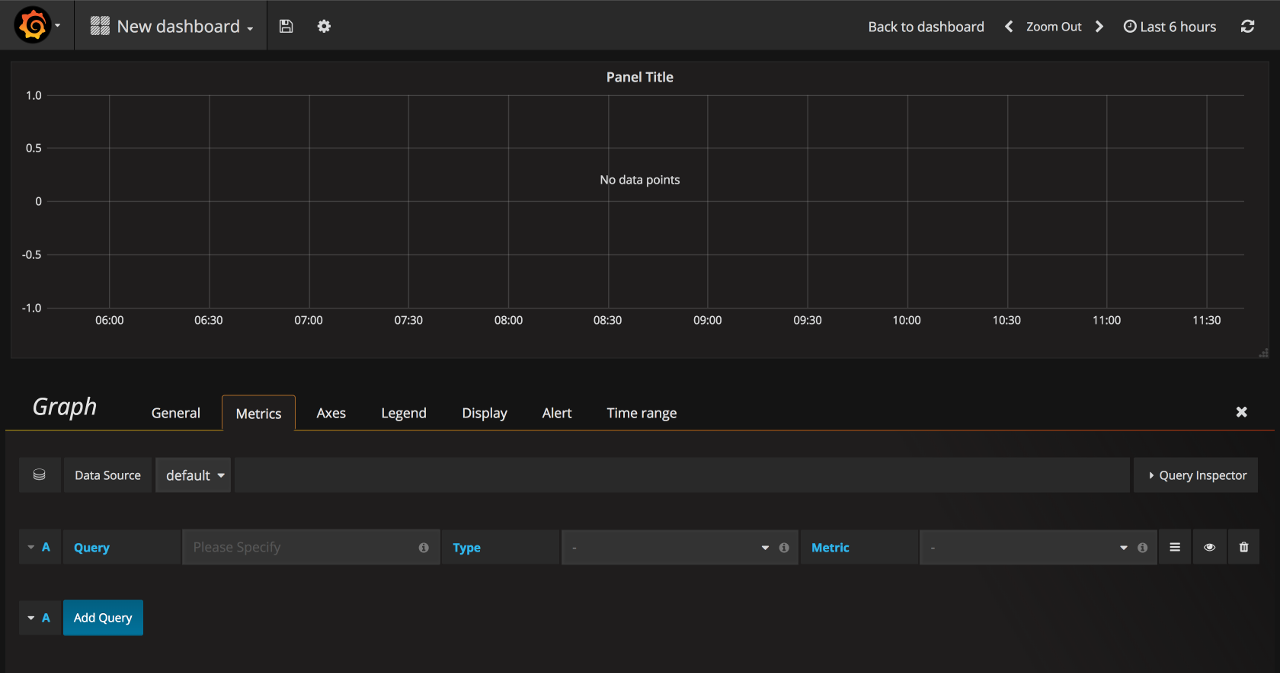 New dashboard
Back to dashboard Zoom Out Last 6 hours
Panel Title
1.0
0.5
No data points
0
-0.5
-1.0
06:00 06:30 07:00 07:30 08:00 08:30 09:00 09:30 10:00 10:30 11:00 11:30
Graph General Metrics Axes Legend Display Alert Time range
Data Source default Query Inspector
A Query Please Specify Type - Metric -
A Add Query